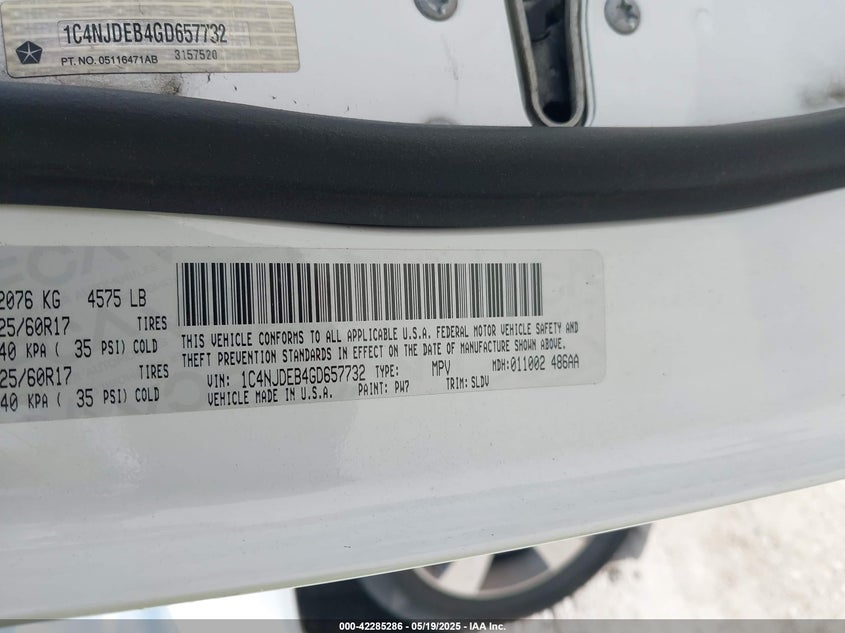 1C4NJDEB4GD657732
PT. NO. 05116471AB 3157520
2076 KG 4575 LB
25/60R17 TIRES
40 KPA ( 35 PSI) COLD
25/60R17 TIRES
40 KPA ( 35 PSI) COLD
THIS VEHICLE CONFORMS TO ALL APPLICABLE U.S.A. FEDERAL MOTOR VEHICLE SAFETY AND
THEFT PREVENTION STANDARDS IN EFFECT ON THE DATE OF MANUFACTURE SHOWN ABOVE.
VIN: 1C4NJDEB4GD657732 TYPE: MPV MDH:011002 486AA
VEHICLE MADE IN U.S.A. PAINT: PW7 TRIM: SLDV
000-42285286 - 05/19/2025 - IAA Inc.